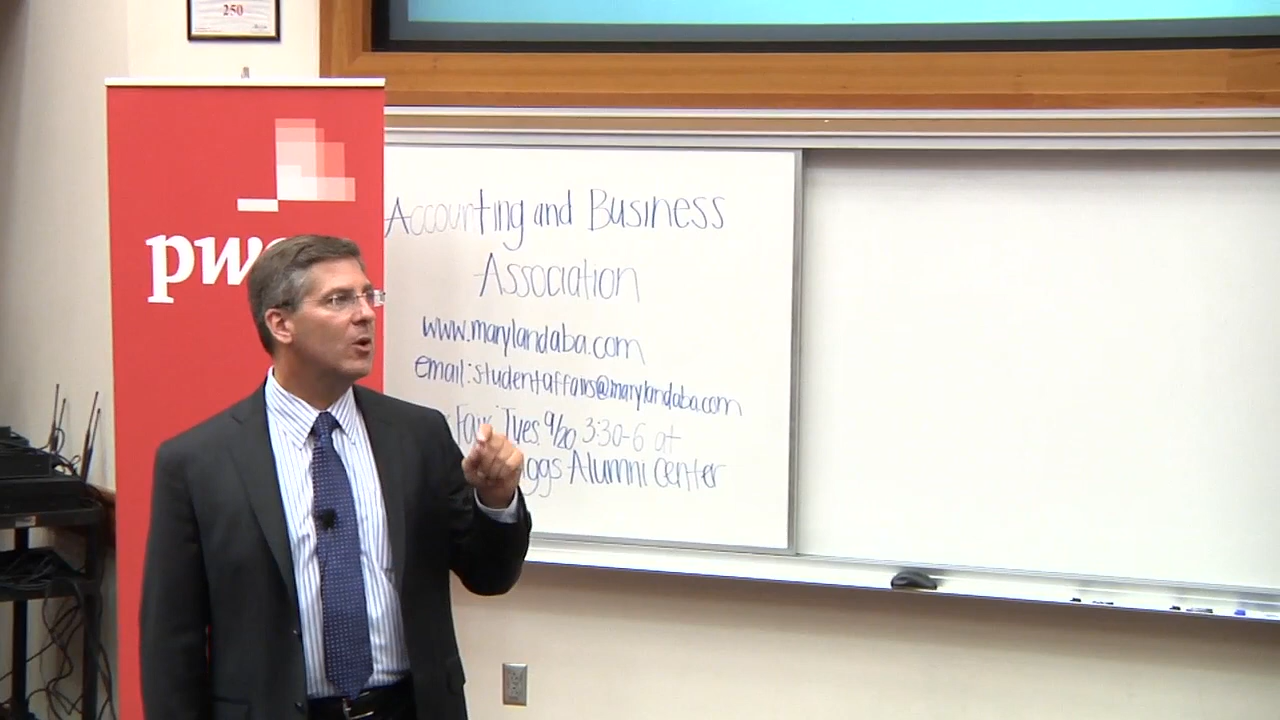 250
pwc
Accounting and Business
Association
www.marylandaba.com
email:studentaffairs@marylandaba.com
Fair Tues 9/20 3:30-6 at
ggs Alumni Center